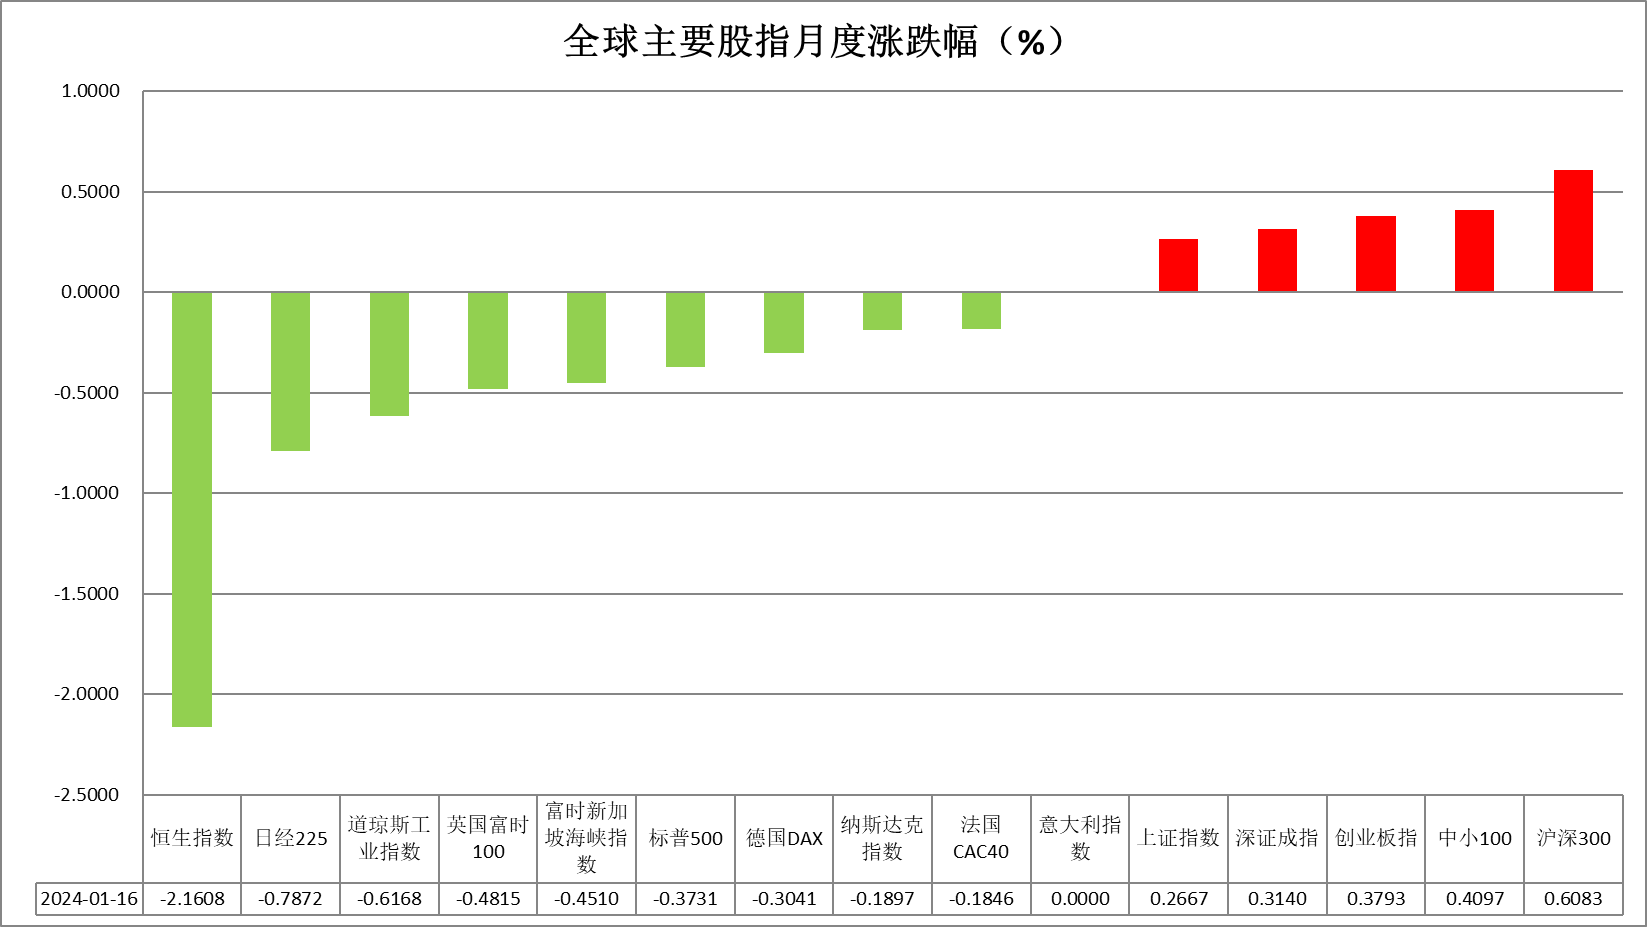 全球主要股指月度涨跌幅（%）
1.0000
0.5000
0.0000
-0.5000
-1.0000
-1.5000
-2.0000
-2.5000
恒生指数
日经225
道琼斯工
业指数
英国富时
100
富时新加
坡海峡指
数
标普500
德国DAX
纳斯达克
指数
法国
CAC40
意大利指
数
上证指数
深证成指
创业板指
中小100
沪深300
2024-01-16 -2.1608 -0.7872 -0.6168 -0.4815 -0.4510 -0.3731 -0.3041 -0.1897 -0.1846 0.0000 0.2667 0.3140 0.3793 0.4097 0.6083